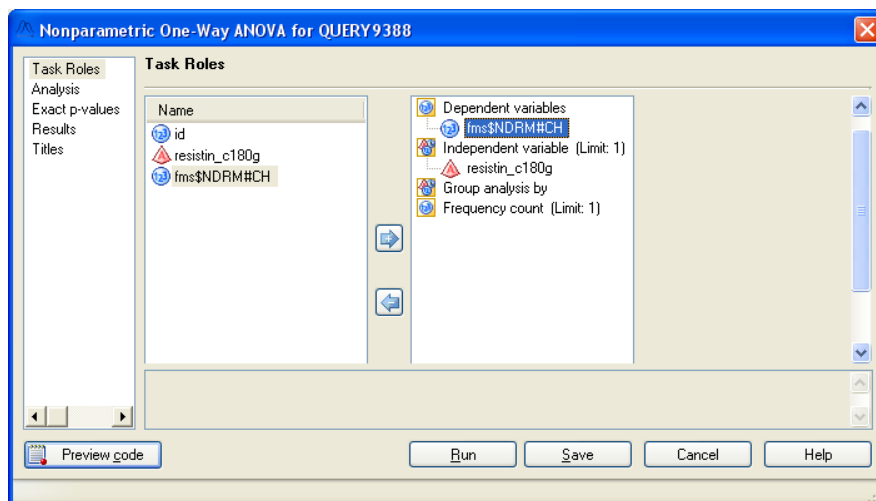 Nonparametric One-Way ANOVA for QUERY9388
Task Roles
Analysis
Exact p-values
Results
Titles
Task Roles
Name
id
resistin_c180g
fms$NDRM#CH
Dependent variables
fms$NDRM#CH
Independent variable (Limit: 1)
resistin_c180g
Group analysis by
Frequency count (Limit: 1)
Preview code
Run
Save
Cancel
Help